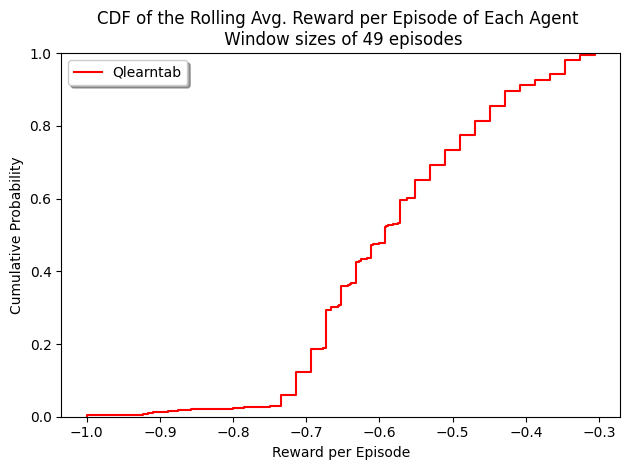 CDF of the Rolling Avg. Reward per Episode of Each Agent
Window sizes of 49 episodes
Qlearntab
1.0
0.8
0.6
0.4
0.2
0.0
Cumulative Probability
−1.0 −0.9 −0.8 −0.7 −0.6 −0.5 −0.4 −0.3
Reward per Episode